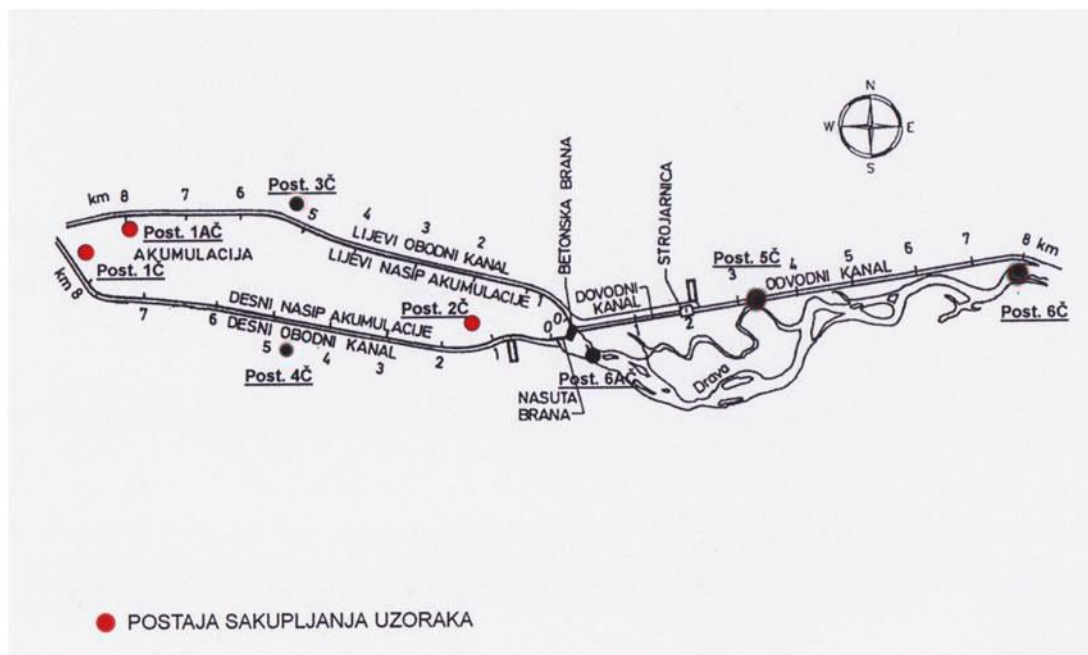 N
W E
S
Post. 3Č
km 8 7 6 5 4 3 2 1 0
LIJEVI OBODNI KANAL
LIJEVI NASIP AKUMULACIJE
Post. 1AČ
AKUMULACIJA
Post. 1Č
km 8 7 6 5 4 3 2
DESNI NASIP AKUMULACIJE
DESNI OBODNI KANAL
Post. 2Č
Post. 4Č
0
BETONSKA BRANA
STROJARNICA
DOVODNI
KANAL
2 3 4 5 6 7 8 km
Post. 5Č
ODVODNI KANAL
Post. 6Č
Post. 6AČ
Drava
NASUTA
BRANA
POSTAJA SAKUPLJANJA UZORAKA